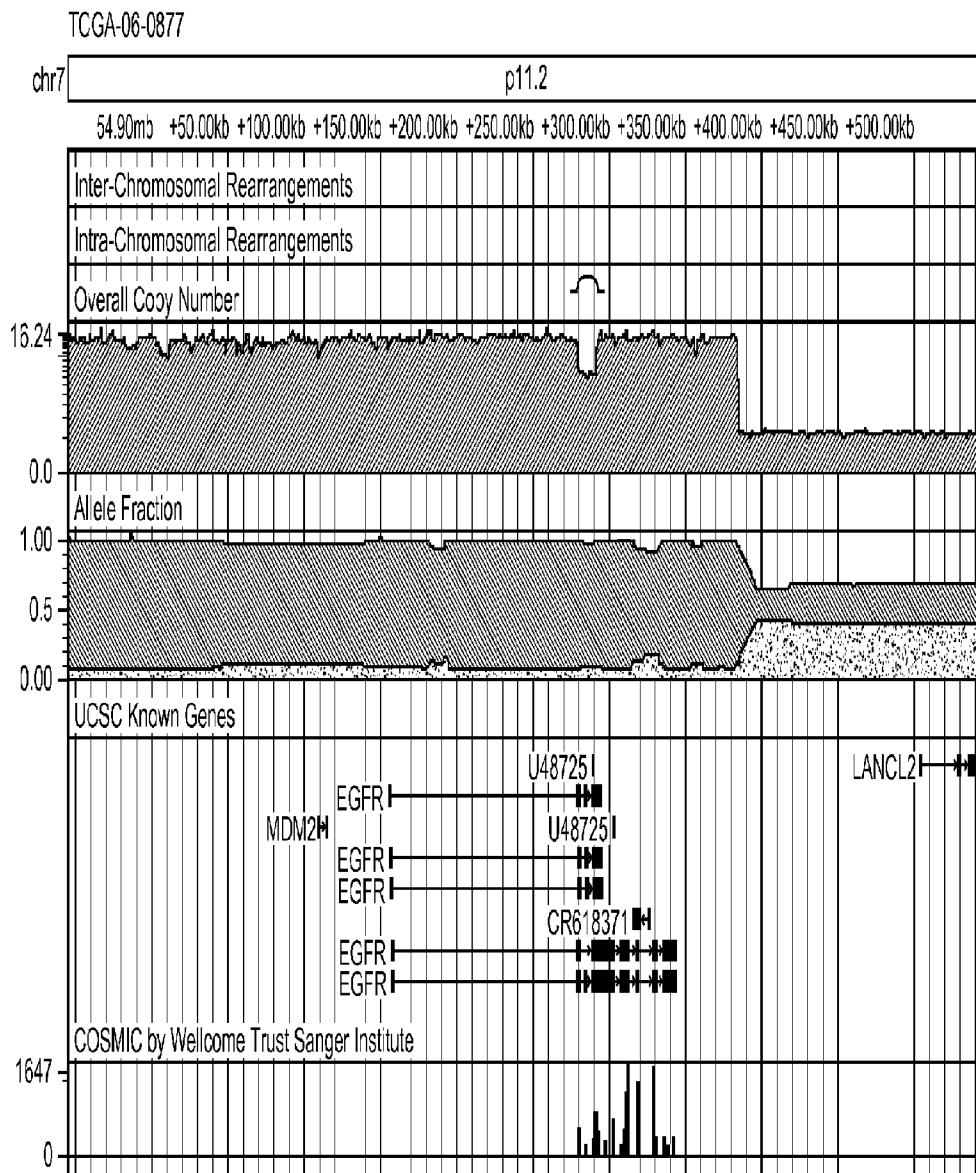 TCGA-06-0877
chr7 p11.2
54.90mb +50.00kb +100.00kb +150.00kb +200.00kb +250.00kb +300.00kb +350.00kb +400.00kb +450.00kb +500.00kb
Inter-Chromosomal Rearrangements
Intra-Chromosomal Rearrangements
Overall Copy Number
16.24
0.0
Allele Fraction
1.00
0.5
0.00
UCSC Known Genes
U48725 LANCL2
EGFR
MDM2 U48725
EGFR
EGFR
CR618371
EGFR
EGFR
COSMIC by Wellcome Trust Sanger Institute
1647
0